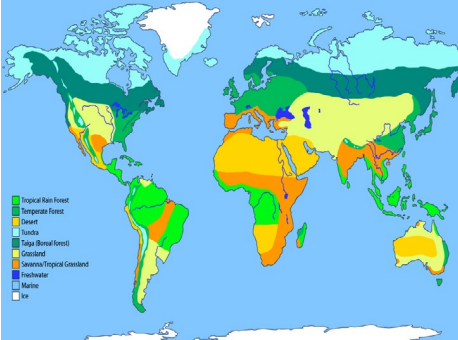 Tropical Rain Forest
Temperate Forest
Desert
Tundra
Taiga (Boreal forest)
Grassland
Savanna/Tropical Grassland
Freshwater
Marine
Ice